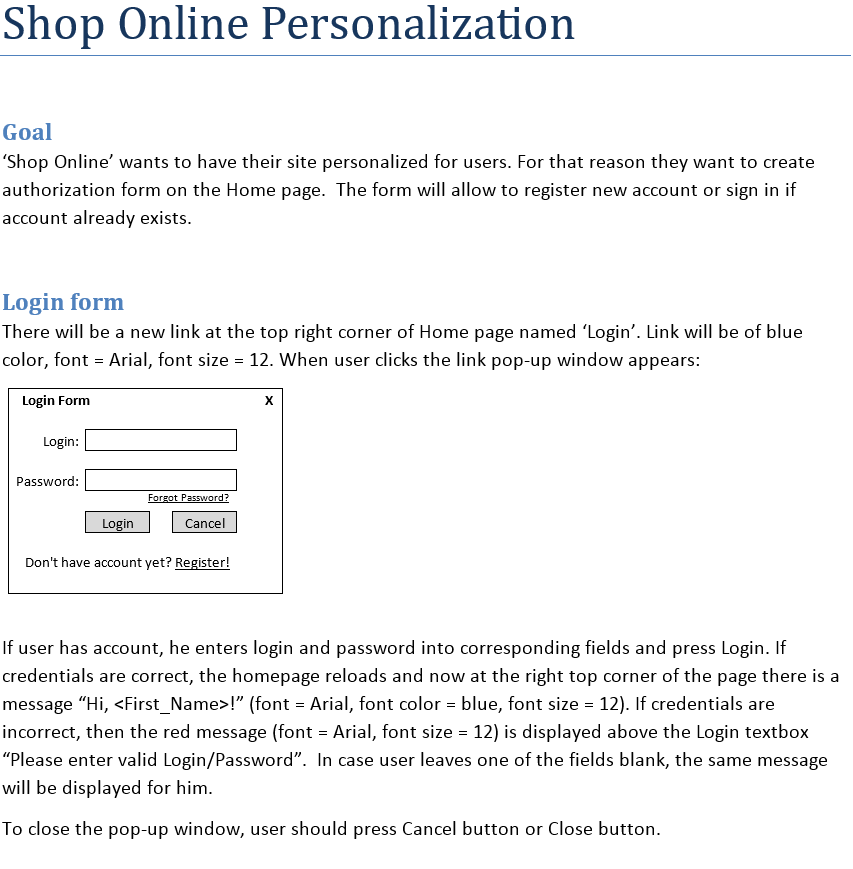 Shop Online Personalization
Goal
‘Shop Online’ wants to have their site personalized for users. For that reason they want to create
authorization form on the Home page.  The form will allow to register new account or sign in if
account already exists.
Login form
There will be a new link at the top right corner of Home page named ‘Login’. Link will be of blue
color, font = Arial, font size = 12. When user clicks the link pop-up window appears:
Login Form X
Login:
Password:
Forgot Password?
Login Cancel
Don't have account yet? Register!
If user has account, he enters login and password into corresponding fields and press Login. If
credentials are correct, the homepage reloads and now at the right top corner of the page there is a
message “Hi, <First_Name>!” (font = Arial, font color = blue, font size = 12). If credentials are
incorrect, then the red message (font = Arial, font size = 12) is displayed above the Login textbox
“Please enter valid Login/Password”.  In case user leaves one of the fields blank, the same message
will be displayed for him.
To close the pop-up window, user should press Cancel button or Close button.